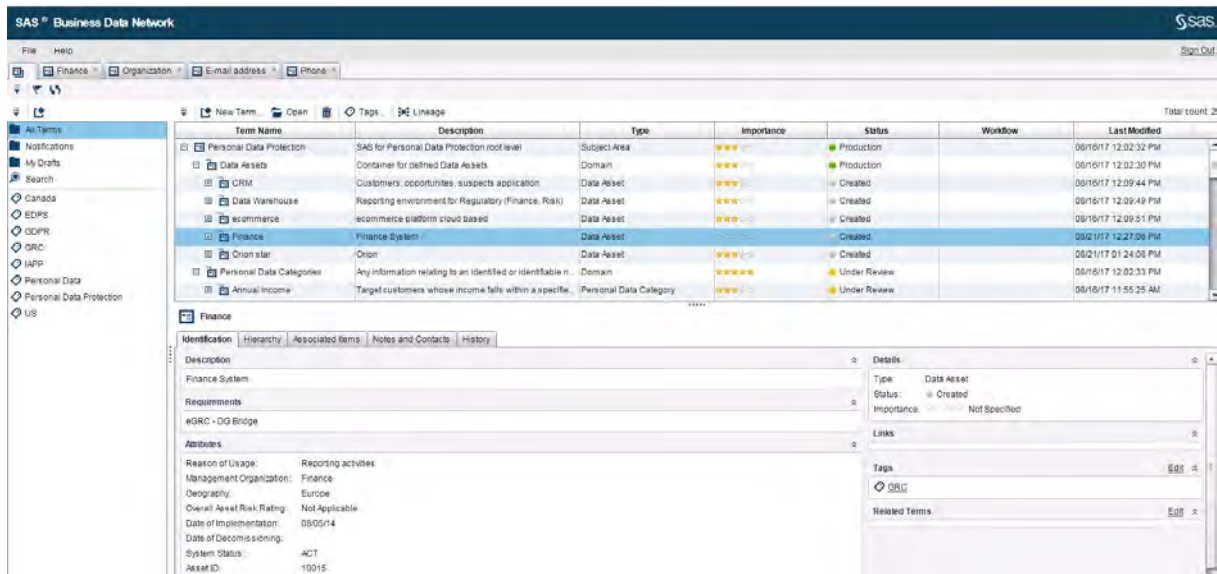 SAS ® Business Data Network
§sas.
File Help
Sign Out
Finance Organization E-mail address Phone
New Term... Open Tags... Lineage
Total count: 2
All Terms
Notifications
My Drafts
Search
Canada
EDPS
GDPR
GRC
IAPP
Personal Data
Personal Data Protection
US
Term Name Description Type Importance Status Workflow Last Modified
Personal Data Protection SAS for Personal Data Protection root level Subject Area Production 08/16/17 12:02:32 PM
Data Assets Container for defined Data Assets Domain Production 08/16/17 12:02:30 PM
CRM Customers, opportunites, suspects application Data Asset Created 08/16/17 12:09:44 PM
Data Warehouse Reporting environment for Regulatory (Finance, Risk) Data Asset Created 08/16/17 12:09:49 PM
ecommerce ecommerce platform cloud based Data Asset Created 08/16/17 12:09:51 PM
Finance Finance System Data Asset Created 08/21/17 12:27:06 PM
Orion star Orion Data Asset Created 08/21/17 01:24:08 PM
Personal Data Categories Any information relating to an identified or identifiable n... Domain Under Review 08/16/17 12:02:33 PM
Annual Income Target customers whose income falls within a specifie... Personal Data Category Under Review 08/16/17 11:55:25 AM
Finance
Identification Hierarchy Associated Items Notes and Contacts History
Description
Finance System
Requirements
eGRC - DG Bridge
Attributes
Reason of Usage: Reporting activities
Management Organization: Finance
Geography: Europe
Overall Asset Risk Rating: Not Applicable
Date of Implementation: 08/05/14
Date of Decomissioning:
System Status: ACT
Asset ID: 10015
Details
Type: Data Asset
Status: Created
Importance: Not Specified
Links
Tags Edit
GRC
Related Terms Edit